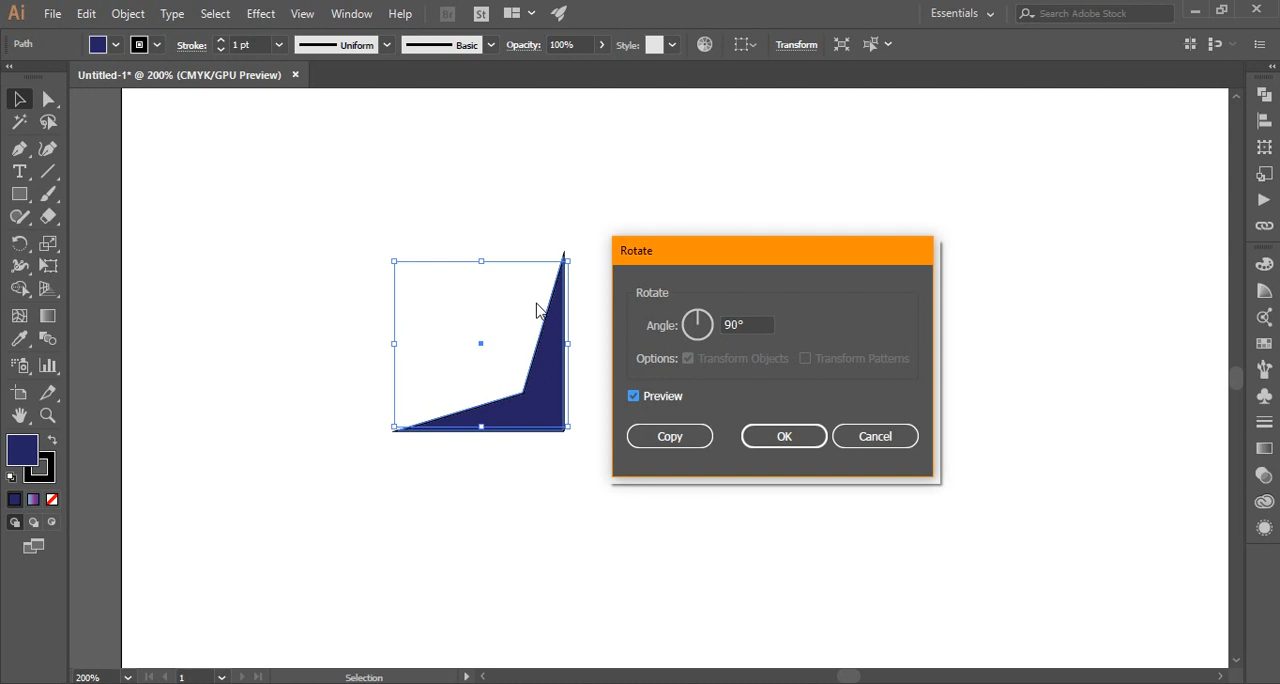 Ai File Edit Object Type Select Effect View Window Help Br St Essentials Search Adobe Stock
Path Stroke: 1 pt Uniform Basic Opacity: 100% Style: Transform
Untitled-1* @ 200% (CMYK/GPU Preview) ×
Rotate
Rotate
Angle: 90°
Options: Transform Objects Transform Patterns
Preview
Copy OK Cancel
200% 1 Selection